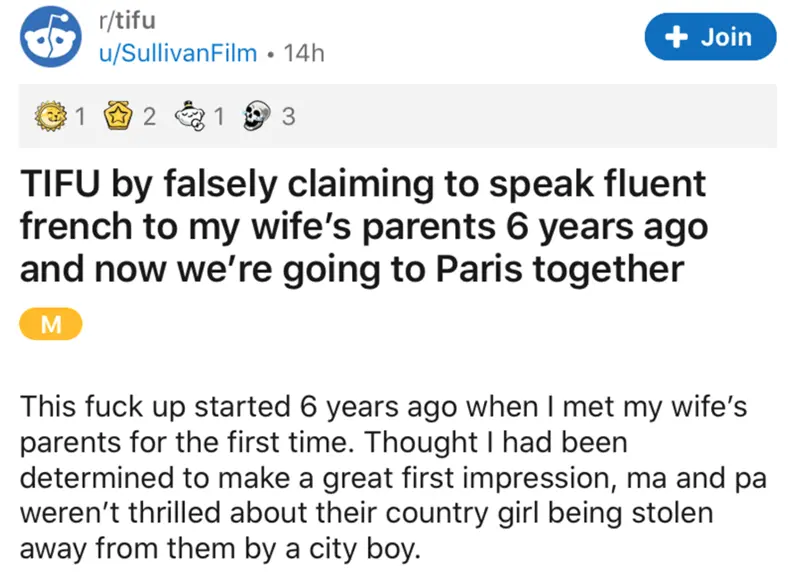 r/tifu
u/SullivanFilm • 14h
+ Join
1 2 1 3
TIFU by falsely claiming to speak fluent
french to my wife’s parents 6 years ago
and now we’re going to Paris together
M
This fuck up started 6 years ago when I met my wife’s
parents for the first time. Thought I had been
determined to make a great first impression, ma and pa
weren’t thrilled about their country girl being stolen
away from them by a city boy.